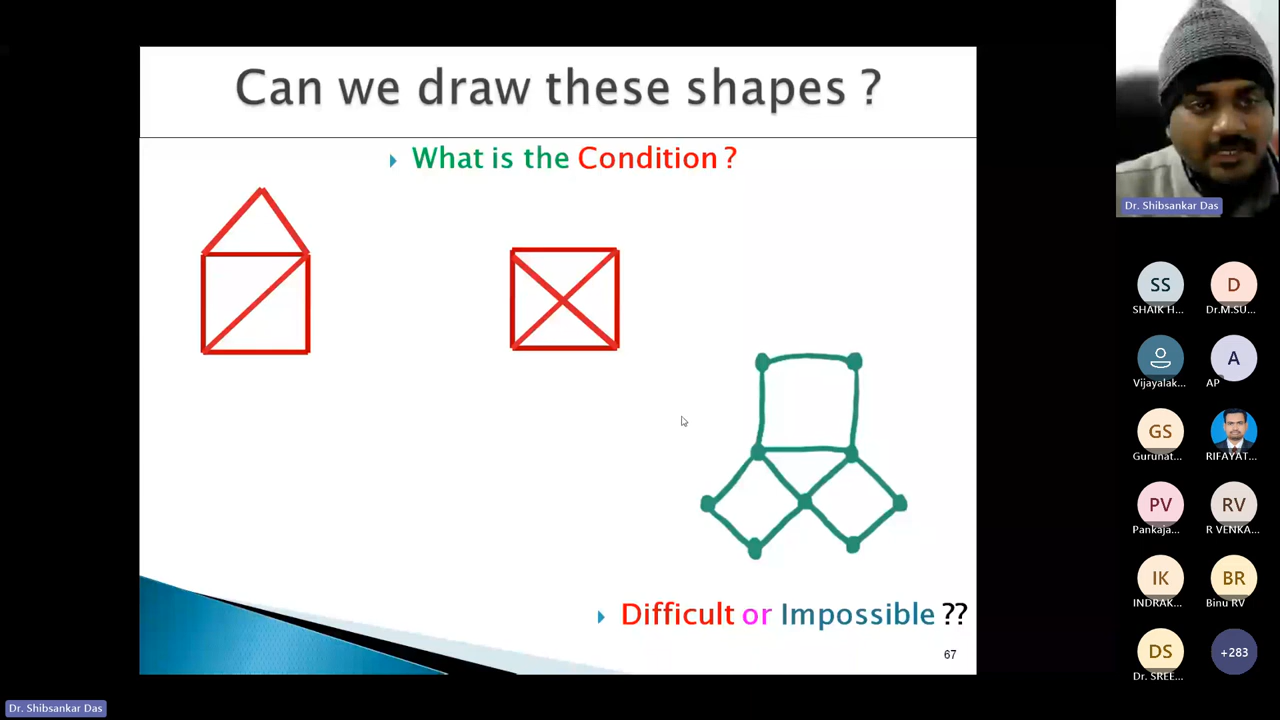 Can we draw these shapes ?
What is the Condition ?
Difficult or Impossible ??
67
Dr. Shibsankar Das
SS
SHAIK H...
D
Dr.M.SU...
Vijayalak...
A
AP
GS
Gurunat...
RIFAYAT...
PV
Pankaja...
RV
R VENKA...
IK
INDRAK...
BR
Binu RV
DS
Dr. SREE...
+283
Dr. Shibsankar Das